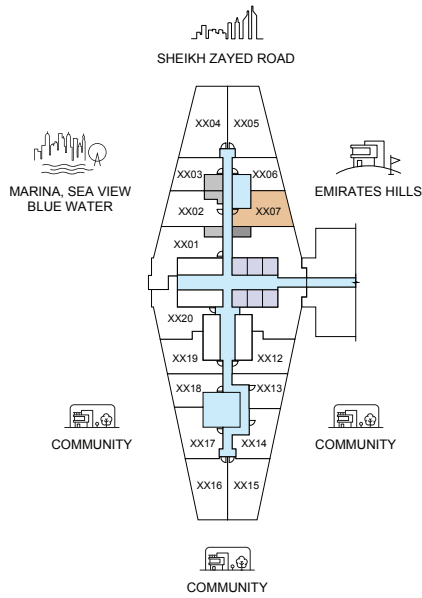 SHEIKH ZAYED ROAD
XX04
XX05
MARINA, SEA VIEW
BLUE WATER
XX03
XX06
EMIRATES HILLS
XX02
XX07
XX01
XX20
XX19
XX12
XX18
XX13
COMMUNITY
COMMUNITY
XX17
XX14
XX16
XX15
COMMUNITY